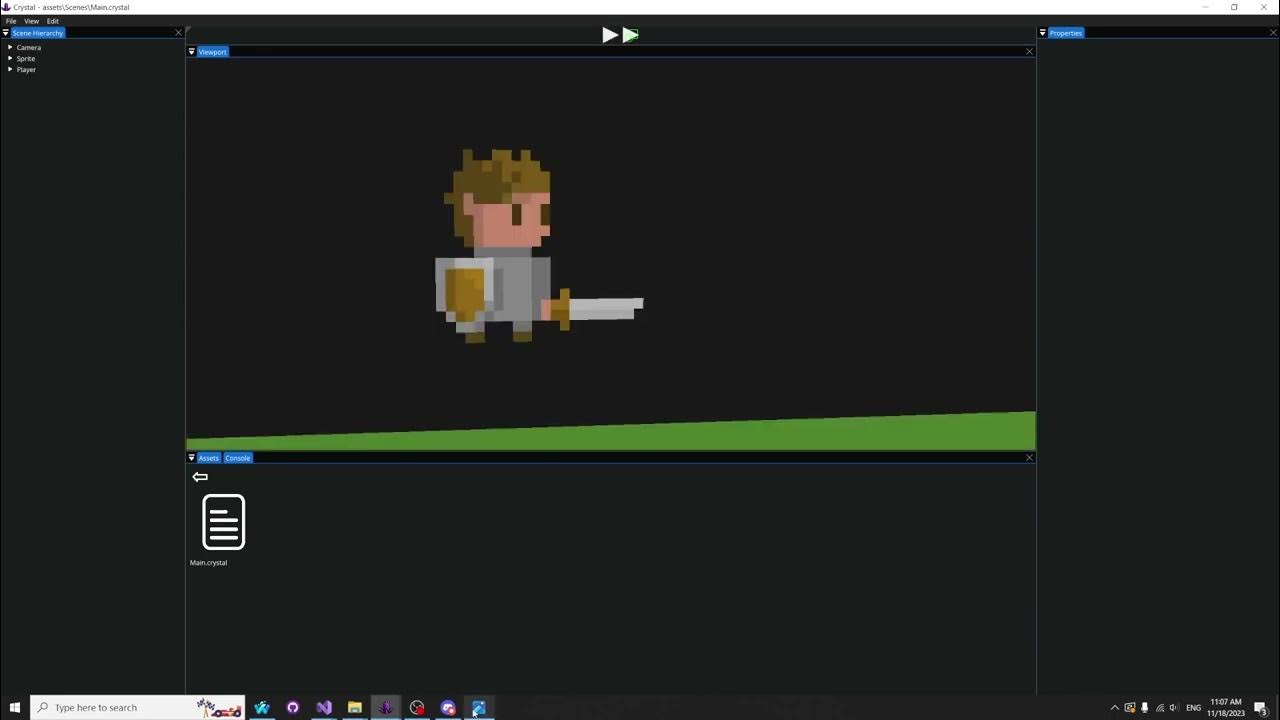 Crystal - assets\Scenes\Main.crystal
File View Edit
Scene Hierarchy
Camera
Sprite
Player
Viewport
Properties
Assets Console
Main.crystal
Type here to search
ENG
11:07 AM
11/18/2023
3